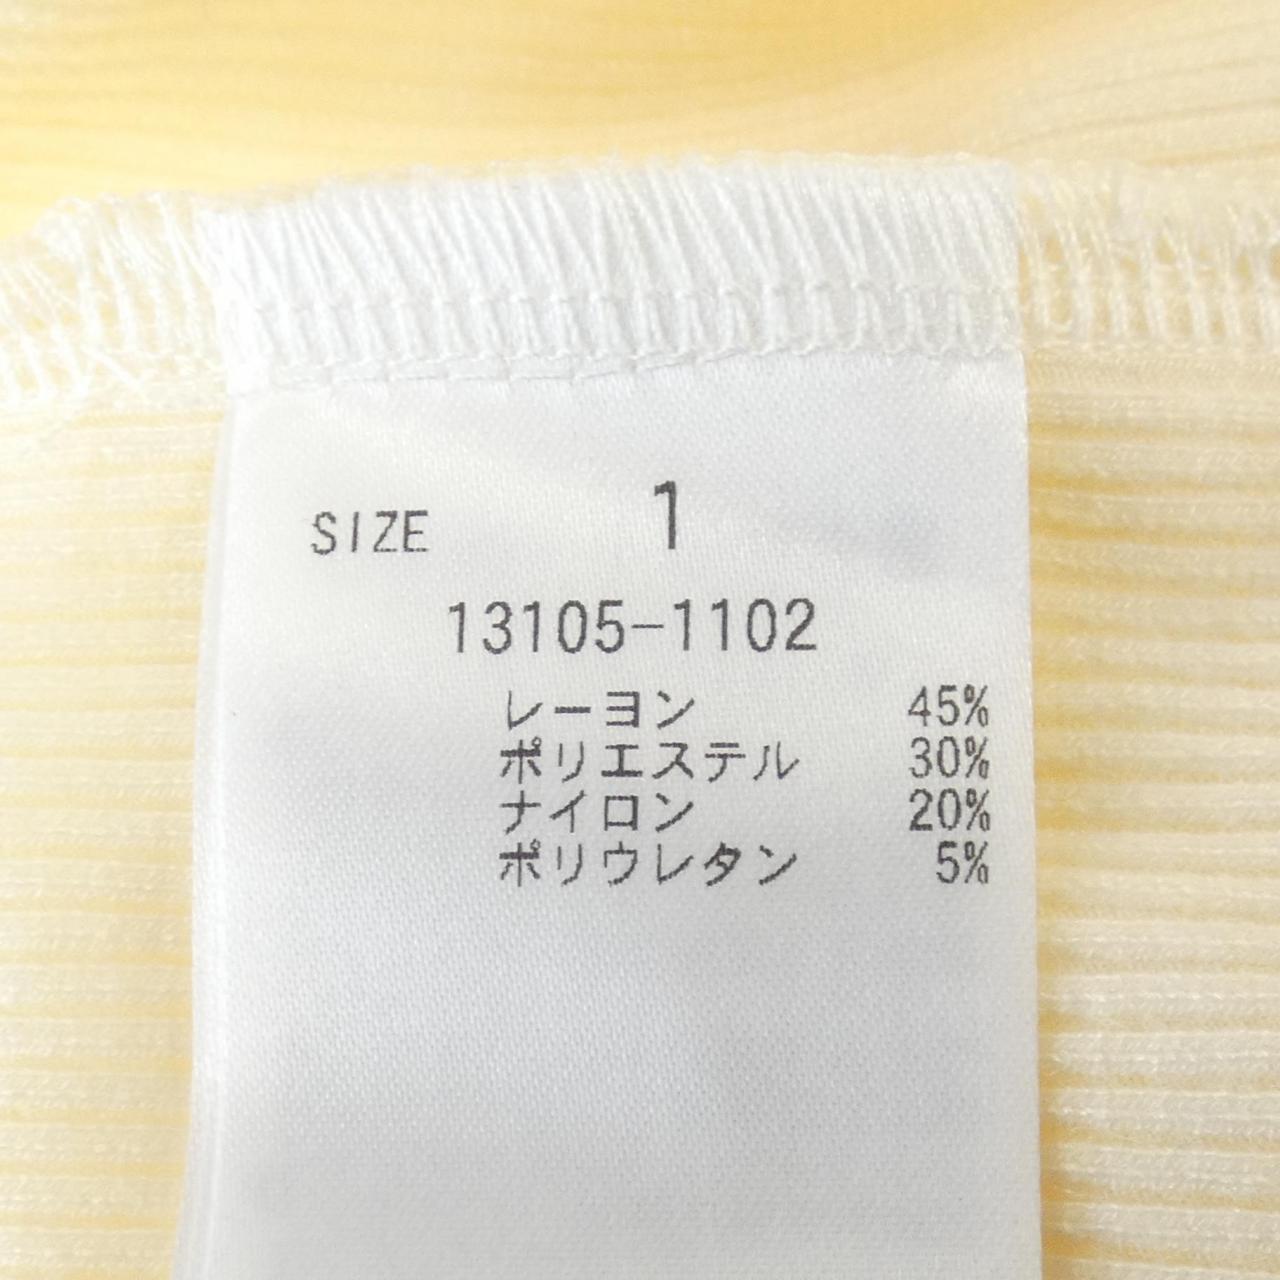 SIZE 1
13105-1102
レーヨン 45%
ポリエステル 30%
ナイロン 20%
ポリウレタン 5%